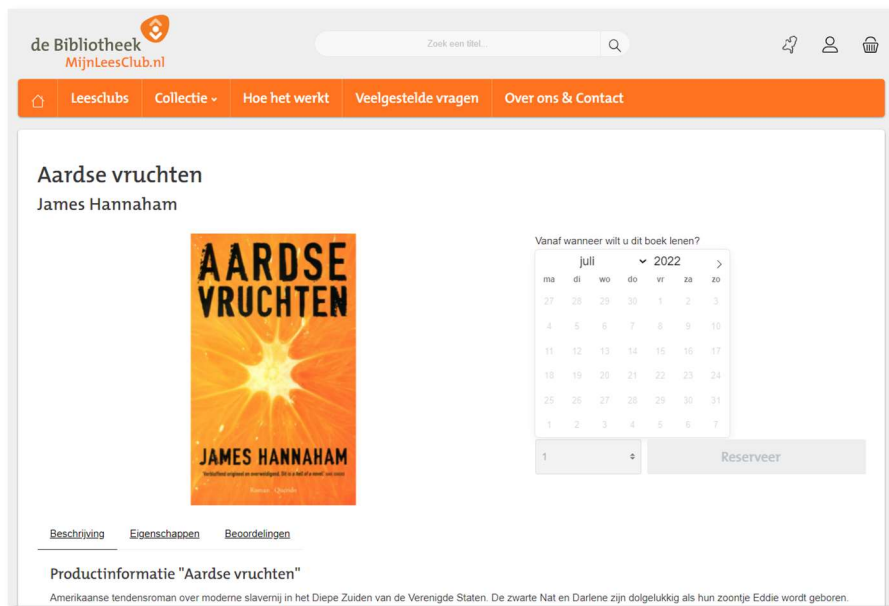 de Bibliotheek
MijnLeesClub.nl
Zoek een titel...
Leesclubs Collectie Hoe het werkt Veelgestelde vragen Over ons & Contact
Aardse vruchten
James Hannaham
AARDSE
VRUCHTEN
JAMES HANNAHAM
Roman Querido
Vanaf wanneer wilt u dit boek lenen?
juli 2022
ma di wo do vr za zo
27 28 29 30 1 2 3
4 5 6 7 8 9 10
11 12 13 14 15 16 17
18 19 20 21 22 23 24
25 26 27 28 29 30 31
1 2 3 4 5 6 7
1 Reserveer
Beschrijving Eigenschappen Beoordelingen
Productinformatie "Aardse vruchten"
Amerikaanse tendensroman over moderne slavernij in het Diepe Zuiden van de Verenigde Staten. De zwarte Nat en Darlene zijn dolgelukkig als hun zoontje Eddie wordt geboren.